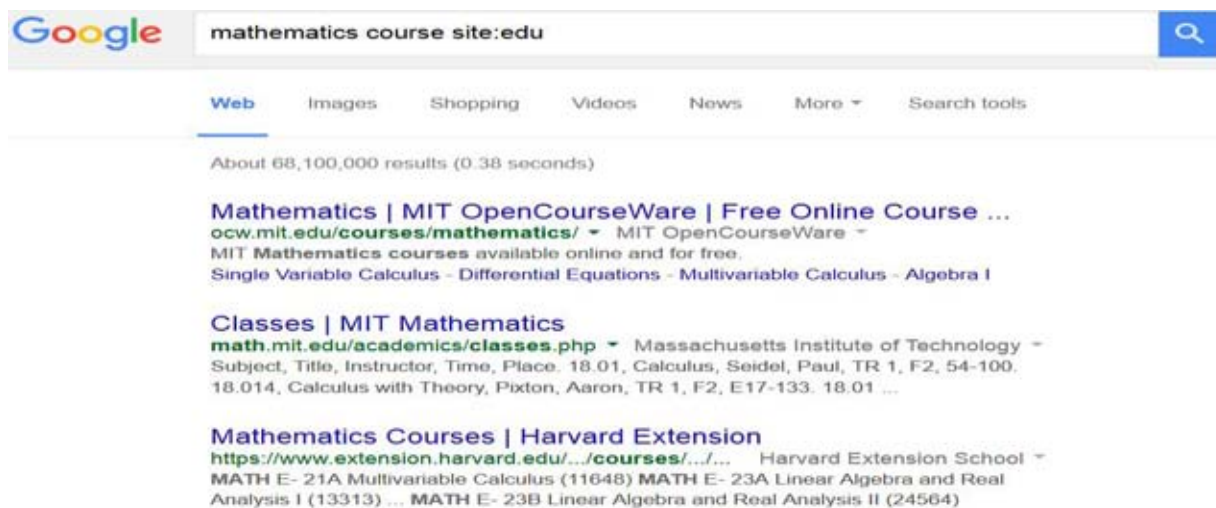 Google mathematics course site:edu
Web Images Shopping Videos News More Search tools
About 68,100,000 results (0.38 seconds)
Mathematics | MIT OpenCourseWare | Free Online Course ...
ocw.mit.edu/courses/mathematics/ MIT OpenCourseWare
MIT Mathematics courses available online and for free.
Single Variable Calculus - Differential Equations - Multivariable Calculus - Algebra I
Classes | MIT Mathematics
math.mit.edu/academics/classes.php Massachusetts Institute of Technology
Subject, Title, Instructor, Time, Place. 18.01, Calculus, Seidel, Paul, TR 1, F2, 54-100.
18.014, Calculus with Theory, Pixton, Aaron, TR 1, F2, E17-133. 18.01 ...
Mathematics Courses | Harvard Extension
https://www.extension.harvard.edu/.../courses/.../... Harvard Extension School
MATH E- 21A Multivariable Calculus (11648) MATH E- 23A Linear Algebra and Real
Analysis I (13313) ... MATH E- 23B Linear Algebra and Real Analysis II (24564)